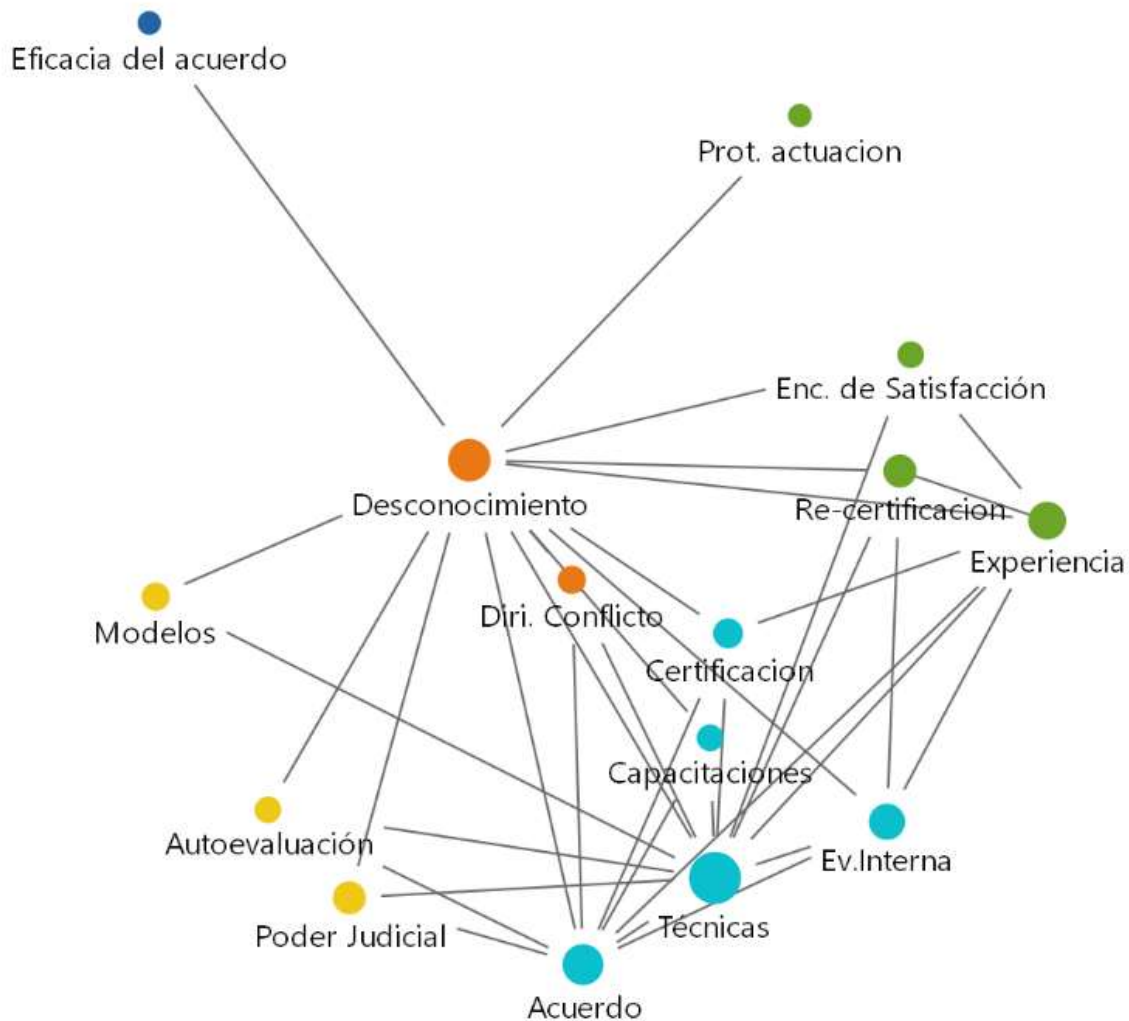 Eficacia del acuerdo
Prot. actuacion
Enc. de Satisfacción
Desconocimiento
Re-certificacion
Experiencia
Diri. Conflicto
Modelos
Certificacion
Capacitaciones
Autoevaluación
Ev.Interna
Poder Judicial
Técnicas
Acuerdo